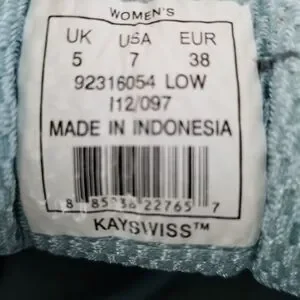 WOMEN'S
UK USA EUR
5 7 38
92316054 LOW
I12/097
MADE IN INDONESIA
KAYSWISS™